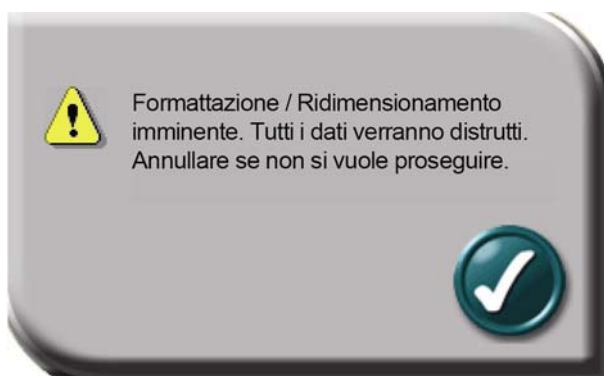 Formattazione / Ridimensionamento
imminente. Tutti i dati verranno distrutti.
Annullare se non si vuole proseguire.